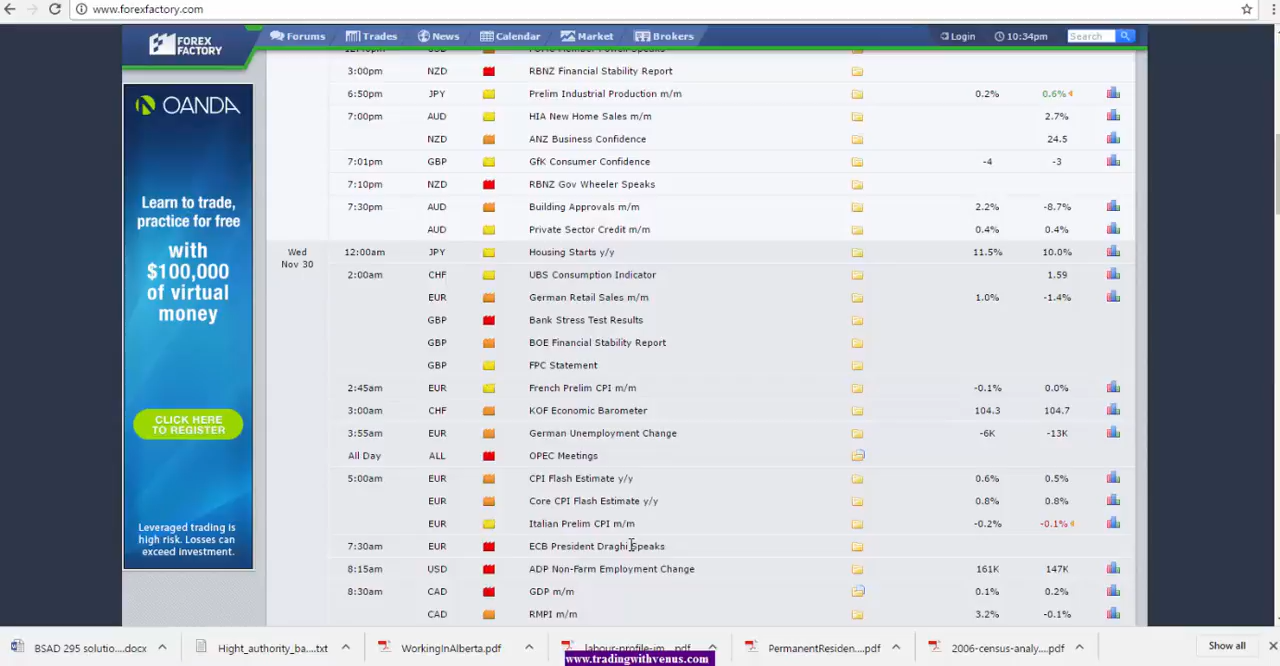 www.forexfactory.com
FOREX FACTORY Forums Trades News Calendar Market Brokers Login 10:34pm Search
3:00pm NZD RBNZ Financial Stability Report
6:50pm JPY Prelim Industrial Production m/m 0.2% 0.6%
7:00pm AUD HIA New Home Sales m/m 2.7%
NZD ANZ Business Confidence 24.5
7:01pm GBP GfK Consumer Confidence -4 -3
7:10pm NZD RBNZ Gov Wheeler Speaks
7:30pm AUD Building Approvals m/m 2.2% -8.7%
AUD Private Sector Credit m/m 0.4% 0.4%
Wed Nov 30 12:00am JPY Housing Starts y/y 11.5% 10.0%
2:00am CHF UBS Consumption Indicator 1.59
EUR German Retail Sales m/m 1.0% -1.4%
GBP Bank Stress Test Results
GBP BOE Financial Stability Report
GBP FPC Statement
2:45am EUR French Prelim CPI m/m -0.1% 0.0%
3:00am CHF KOF Economic Barometer 104.3 104.7
3:55am EUR German Unemployment Change -6K -13K
All Day ALL OPEC Meetings
5:00am EUR CPI Flash Estimate y/y 0.6% 0.5%
EUR Core CPI Flash Estimate y/y 0.8% 0.8%
EUR Italian Prelim CPI m/m -0.2% -0.1%
7:30am EUR ECB President Draghi Speaks
8:15am USD ADP Non-Farm Employment Change 161K 147K
8:30am CAD GDP m/m 0.1% 0.2%
CAD RMPI m/m 3.2% -0.1%
OANDA
Learn to trade,
practice for free
with
$100,000
of virtual
money
CLICK HERE
TO REGISTER
Leveraged trading is
high risk. Losses can
exceed investment.
BSAD 295 solutio....docx Hight_authority_ba....txt WorkingInAlberta.pdf labour-profile-im....pdf PermanentResiden....pdf 2006-census-analy....pdf Show all
www.tradingwithvenus.com